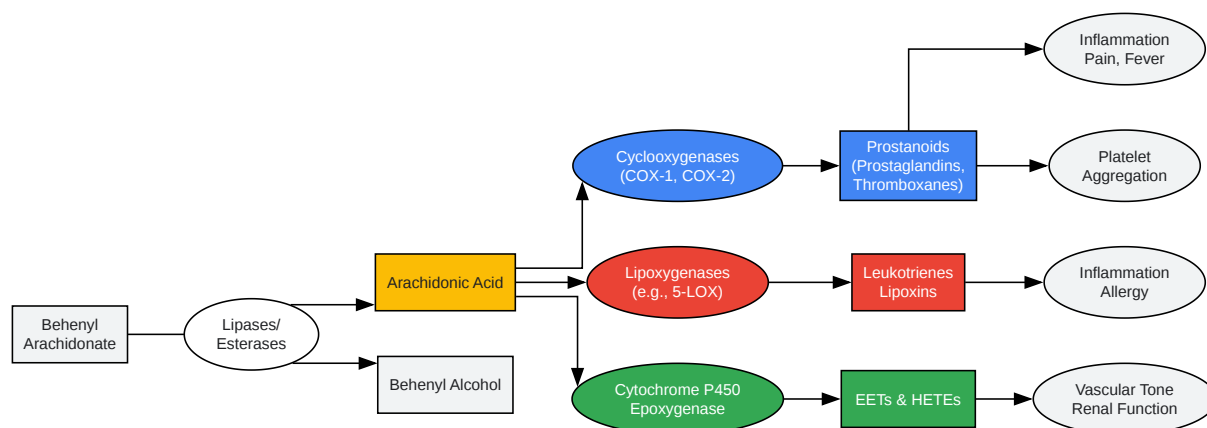 Behenyl
Arachidonate
Lipases/
Esterases
Arachidonic Acid
Behenyl Alcohol
Cyclooxygenases
(COX-1, COX-2)
Prostanoids
(Prostaglandins,
Thromboxanes)
Inflammation
Pain, Fever
Platelet
Aggregation
Lipoxygenases
(e.g., 5-LOX)
Leukotrienes
Lipoxins
Inflammation
Allergy
Cytochrome P450
Epoxygenase
EETs & HETEs
Vascular Tone
Renal Function